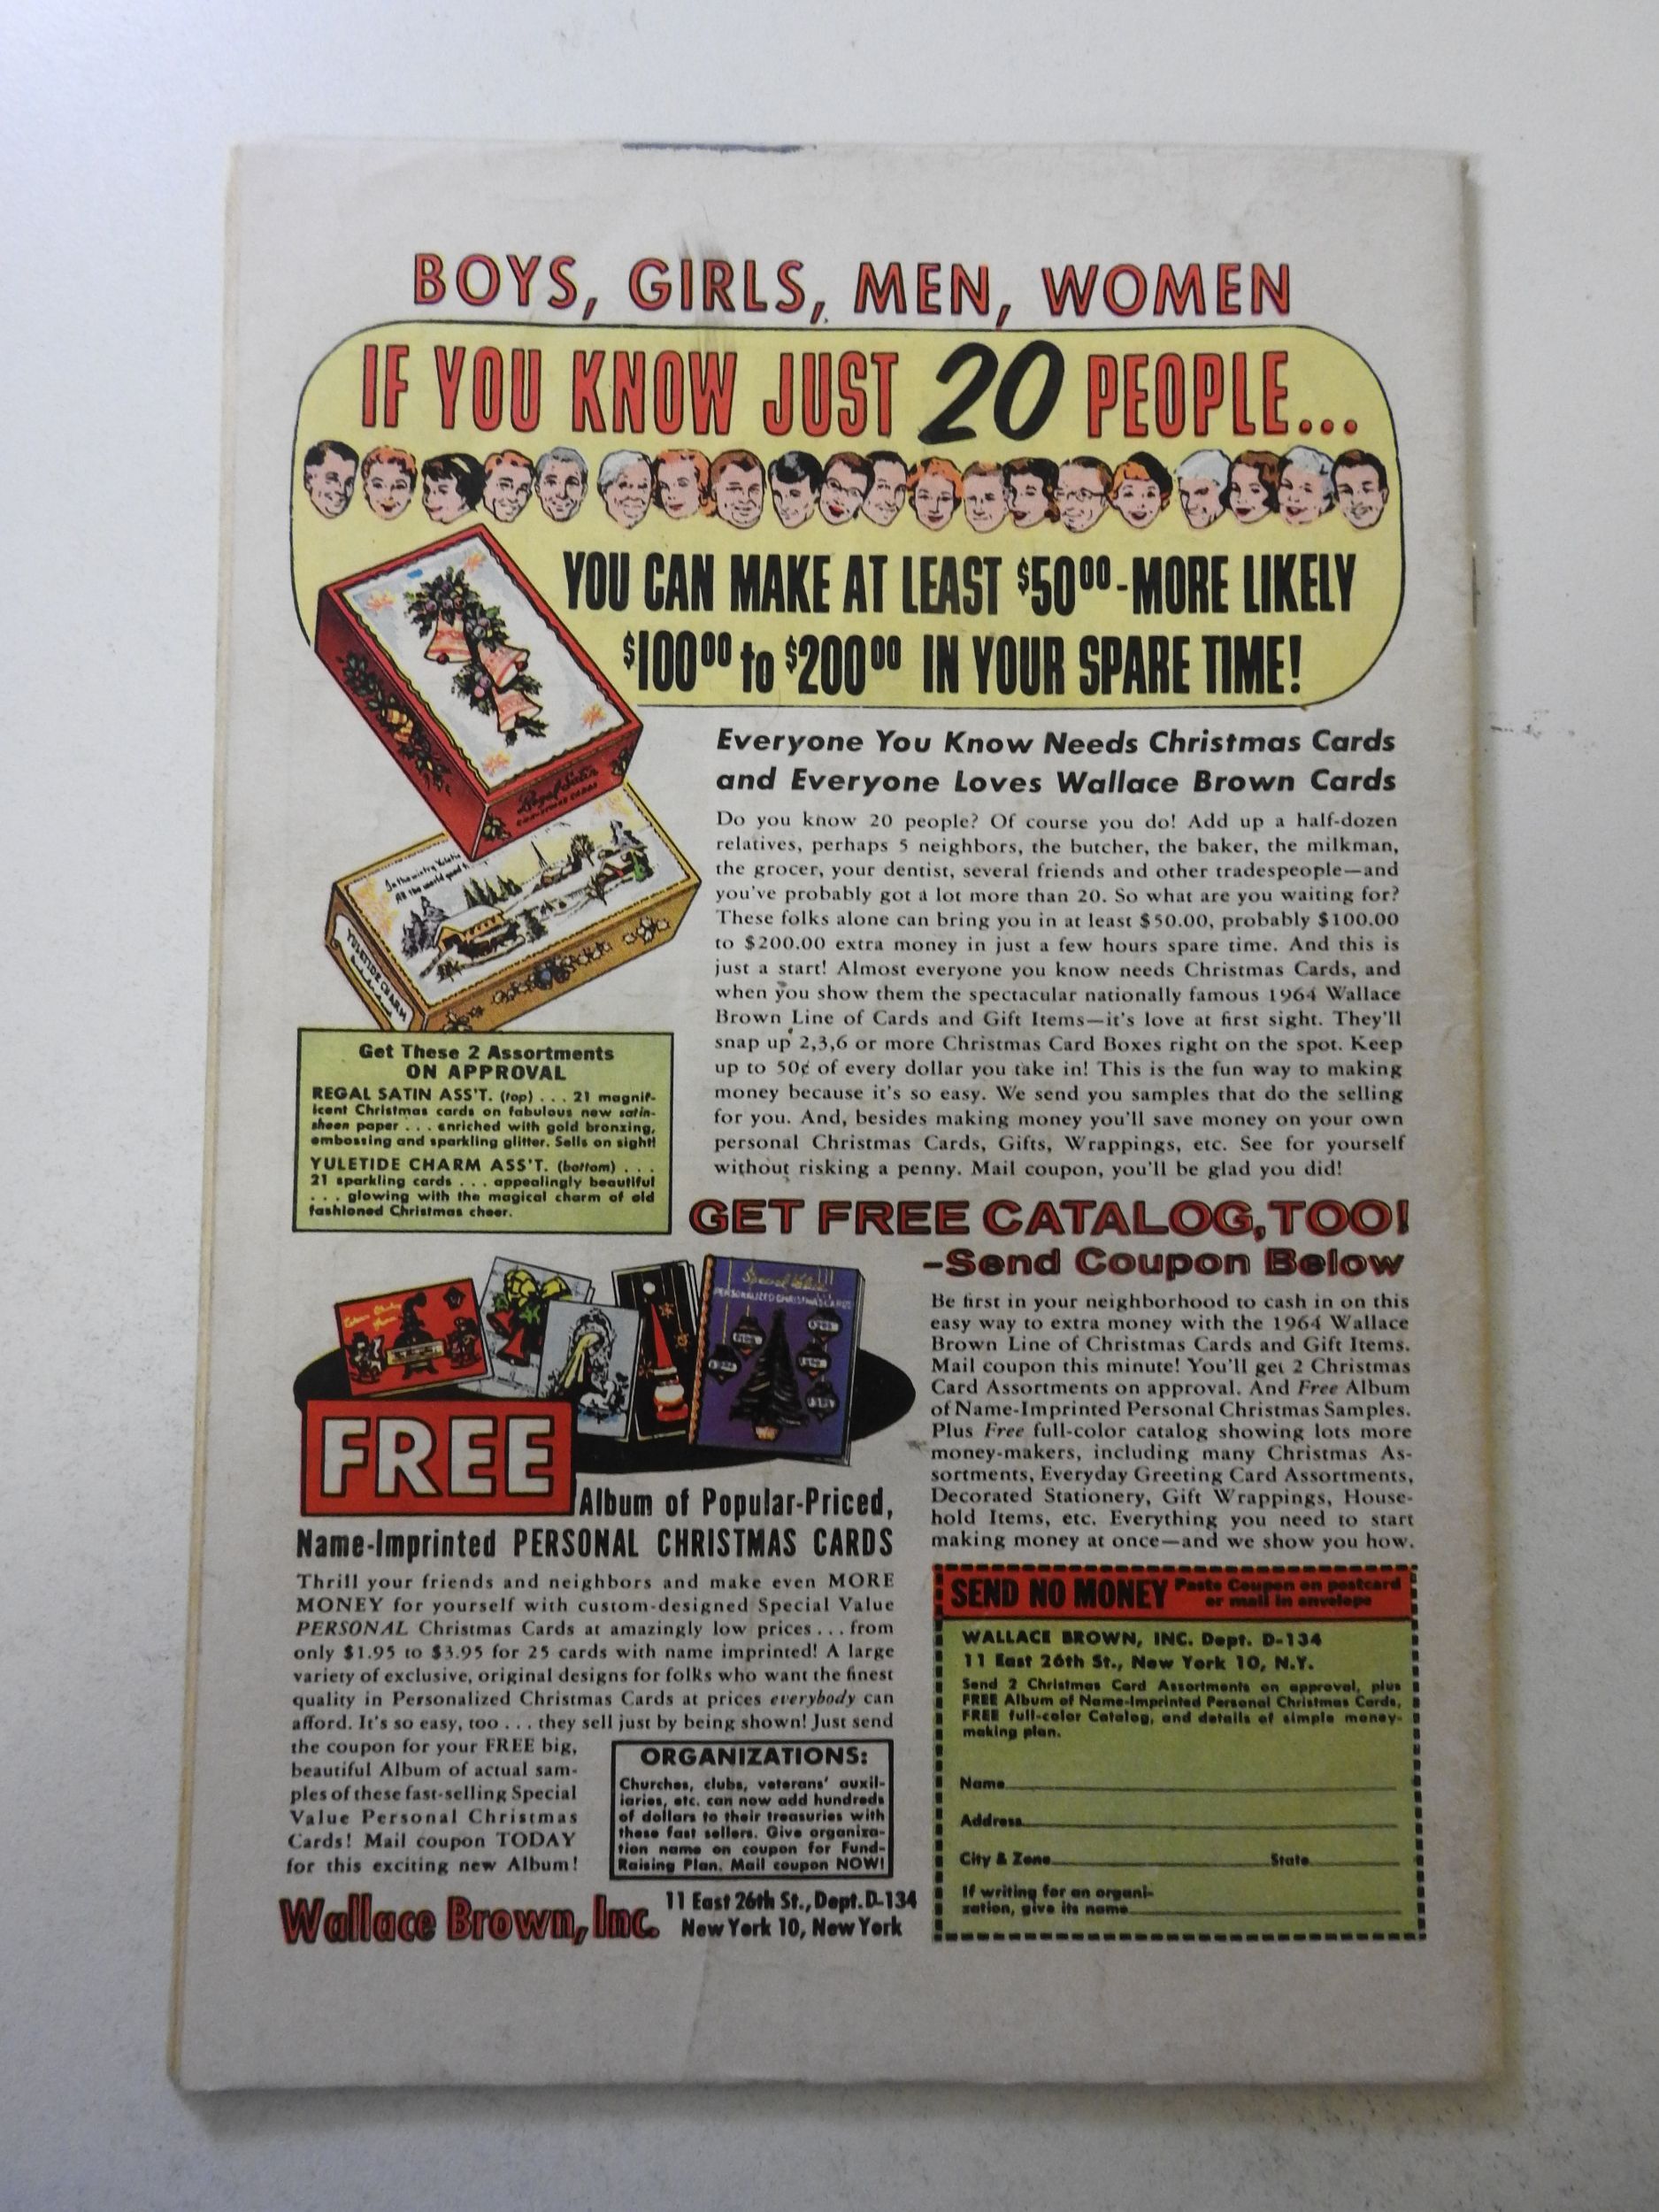 BOYS, GIRLS, MEN, WOMEN
IF YOU KNOW JUST 20 PEOPLE...
YOU CAN MAKE AT LEAST $50⁰⁰-MORE LIKELY
$100⁰⁰ to $200⁰⁰ IN YOUR SPARE TIME!
Regal Satin
CHRISTMAS CARDS
YULETIDE CHARM
Everyone You Know Needs Christmas Cards
and Everyone Loves Wallace Brown Cards
Do you know 20 people? Of course you do! Add up a half-dozen
relatives, perhaps 5 neighbors, the butcher, the baker, the milkman,
the grocer, your dentist, several friends and other tradespeople—and
you've probably got a lot more than 20. So what are you waiting for?
These folks alone can bring you in at least $50.00, probably $100.00
to $200.00 extra money in just a few hours spare time. And this is
just a start! Almost everyone you know needs Christmas Cards, and
when you show them the spectacular nationally famous 1964 Wallace
Brown Line of Cards and Gift Items—it's love at first sight. They'll
snap up 2,3,6 or more Christmas Card Boxes right on the spot. Keep
up to 50¢ of every dollar you take in! This is the fun way to making
money because it's so easy. We send you samples that do the selling
for you. And, besides making money you'll save money on your own
personal Christmas Cards, Gifts, Wrappings, etc. See for yourself
without risking a penny. Mail coupon, you'll be glad you did!
Get These 2 Assortments
ON APPROVAL
REGAL SATIN ASS'T. (top) . . . 21 magnif-
icent Christmas cards on fabulous new satin-
sheen paper . . . enriched with gold bronzing,
embossing and sparkling glitter. Sells on sight!
YULETIDE CHARM ASS'T. (bottom) . . .
21 sparkling cards . . . appealingly beautiful
. . . glowing with the magical charm of old
fashioned Christmas cheer.
GET FREE CATALOG, TOO!
–Send Coupon Below
Be first in your neighborhood to cash in on this
easy way to extra money with the 1964 Wallace
Brown Line of Christmas Cards and Gift Items.
Mail coupon this minute! You'll get 2 Christmas
Card Assortments on approval. And Free Album
of Name-Imprinted Personal Christmas Samples.
Plus Free full-color catalog showing lots more
money-makers, including many Christmas As-
sortments, Everyday Greeting Card Assortments,
Decorated Stationery, Gift Wrappings, House-
hold Items, etc. Everything you need to start
making money at once—and we show you how.
Special Value
PERSONALIZED CHRISTMAS CARDS
FREE
Album of Popular-Priced,
Name-Imprinted PERSONAL CHRISTMAS CARDS
Thrill your friends and neighbors and make even MORE
MONEY for yourself with custom-designed Special Value
PERSONAL Christmas Cards at amazingly low prices . . . from
only $1.95 to $3.95 for 25 cards with name imprinted! A large
variety of exclusive, original designs for folks who want the finest
quality in Personalized Christmas Cards at prices everybody can
afford. It's so easy, too . . . they sell just by being shown! Just send
the coupon for your FREE big,
beautiful Album of actual sam-
ples of these fast-selling Special
Value Personal Christmas
Cards! Mail coupon TODAY
for this exciting new Album!
ORGANIZATIONS:
Churches, clubs, veterans' auxil-
iaries, etc. can now add hundreds
of dollars to their treasuries with
these fast sellers. Give organiza-
tion name on coupon for Fund-
Raising Plan. Mail coupon NOW!
Wallace Brown, Inc.
11 East 26th St., Dept. D-134
New York 10, New York
SEND NO MONEY Paste Coupon on postcard
or mail in envelope
WALLACE BROWN, INC. Dept. D-134
11 East 26th St., New York 10, N.Y.
Send 2 Christmas Card Assortments on approval, plus
FREE Album of Name-Imprinted Personal Christmas Cards,
FREE full-color Catalog, and details of simple money-
making plan.
Name
Address
City & Zone State
If writing for an organi-
zation, give its name